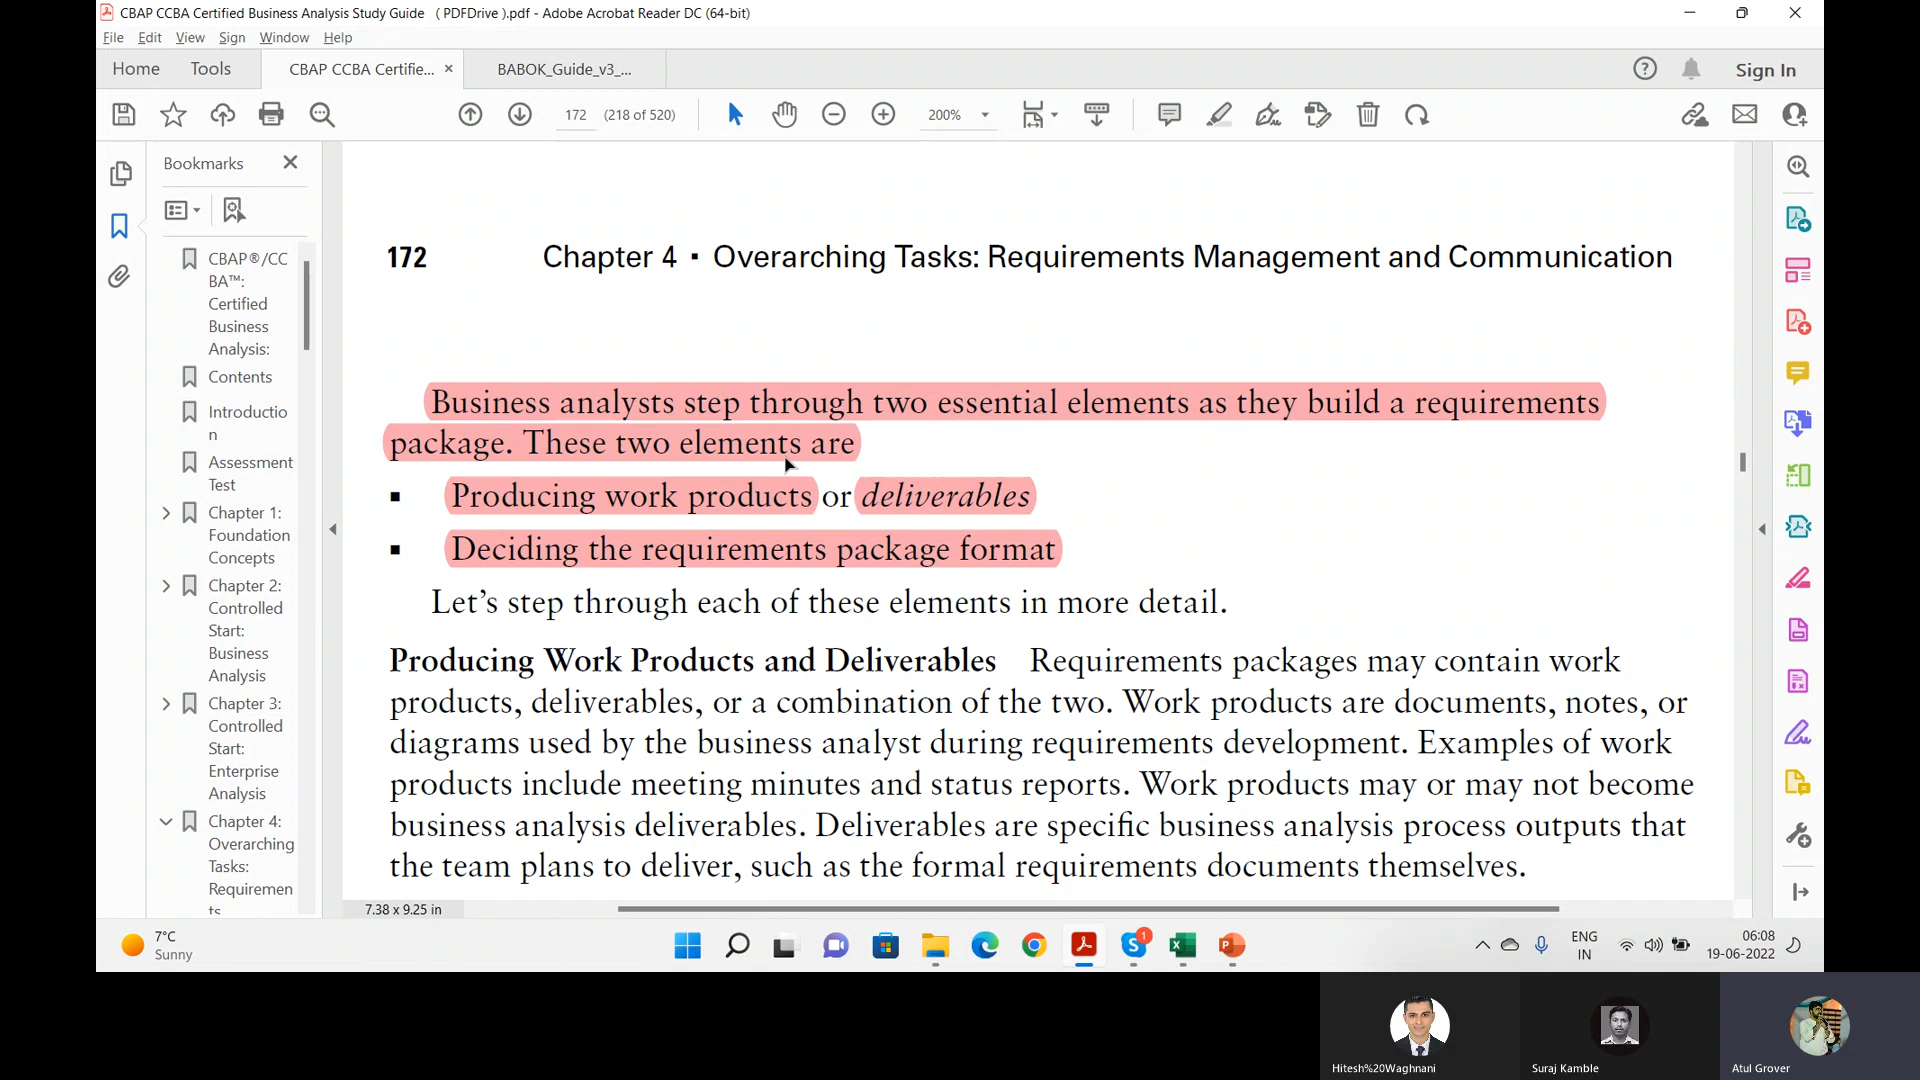 CBAP CCBA Certified Business Analysis Study Guide ( PDFDrive ).pdf - Adobe Acrobat Reader DC (64-bit)
File Edit View Sign Window Help
Home Tools CBAP CCBA Certifie... × BABOK_Guide_v3_... Sign In
172 (218 of 520) 200%
Bookmarks
CBAP®/CC
BA™:
Certified
Business
Analysis:
Contents
Introductio
n
Assessment
Test
Chapter 1:
Foundation
Concepts
Chapter 2:
Controlled
Start:
Business
Analysis
Chapter 3:
Controlled
Start:
Enterprise
Analysis
Chapter 4:
Overarching
Tasks:
Requiremen
ts
172 Chapter 4 ▪ Overarching Tasks: Requirements Management and Communication
Business analysts step through two essential elements as they build a requirements
package. These two elements are
▪ Producing work products or deliverables
▪ Deciding the requirements package format
Let’s step through each of these elements in more detail.
Producing Work Products and Deliverables Requirements packages may contain work
products, deliverables, or a combination of the two. Work products are documents, notes, or
diagrams used by the business analyst during requirements development. Examples of work
products include meeting minutes and status reports. Work products may or may not become
business analysis deliverables. Deliverables are specific business analysis process outputs that
the team plans to deliver, such as the formal requirements documents themselves.
7.38 x 9.25 in
7°C
Sunny
1
ENG
IN
06:08
19-06-2022
Hitesh%20Waghnani Suraj Kamble Atul Grover